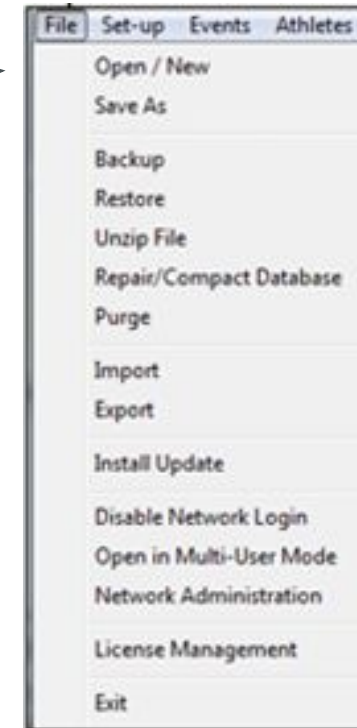 File Set-up Events Athletes
Open / New
Save As
Backup
Restore
Unzip File
Repair/Compact Database
Purge
Import
Export
Install Update
Disable Network Login
Open in Multi-User Mode
Network Administration
License Management
Exit